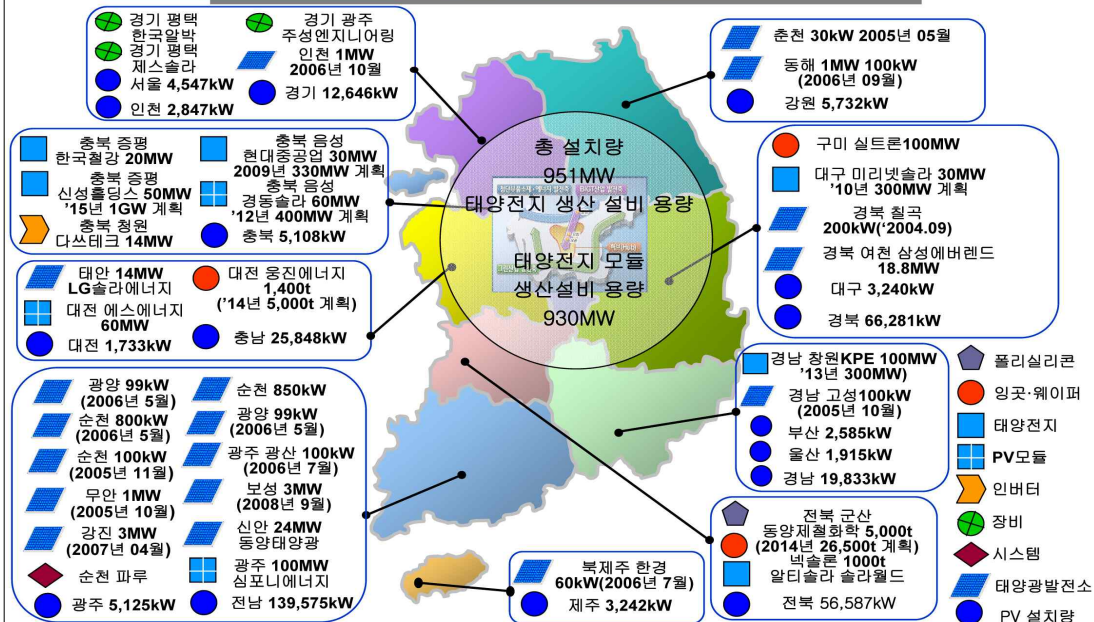 경기 평택
한국알박
경기 평택
제스솔라
서울 4,547kW
인천 2,847kW
경기 광주
주성엔지니어링
인천 1MW
2006년 10월
경기 12,646kW
춘천 30kW 2005년 05월
동해 1MW 100kW
(2006년 09월)
강원 5,732kW
충북 증평
한국철강 20MW
충북 증평
신성홀딩스 50MW
’15년 1GW 계획
충북 청원
다쓰테크 14MW
충북 음성
현대중공업 30MW
2009년 330MW 계획
충북 음성
경동솔라 60MW
’12년 400MW 계획
충북 5,108kW
총 설치량
951MW
태양전지 생산 설비 용량
태양전지 모듈
생산설비 용량
930MW
구미 실트론100MW
대구 미리넷솔라 30MW
’10년 300MW 계획
경북 칠곡
200kW(‘2004.09)
경북 여천 삼성에버렌드
18.8MW
대구 3,240kW
경북 66,281kW
태안 14MW
LG솔라에너지
대전 에스에너지
60MW
대전 1,733kW
대전 웅진에너지
1,400t
(’14년 5,000t 계획)
충남 25,848kW
광양 99kW
(2006년 5월)
순천 800kW
(2006년 5월)
순천 100kW
(2005년 11월)
무안 1MW
(2005년 10월)
강진 3MW
(2007년 04월)
순천 파루
광주 5,125kW
순천 850kW
광양 99kW
(2006년 5월)
광주 광산 100kW
(2006년 7월)
보성 3MW
(2008년 9월)
신안 24MW
동양태양광
광주 100MW
심포니에너지
전남 139,575kW
경남 창원KPE 100MW
’13년 300MW)
경남 고성100kW
(2005년 10월)
부산 2,585kW
울산 1,915kW
경남 19,833kW
북제주 한경
60kW(2006년 7월)
제주 3,242kW
전북 군산
동양제철화학 5,000t
(2014년 26,500t 계획)
넥솔론 1000t
알티솔라 솔라월드
전북 56,587kW
폴리실리콘
잉곳·웨이퍼
태양전지
PV모듈
인버터
장비
시스템
태양광발전소
PV 설치량